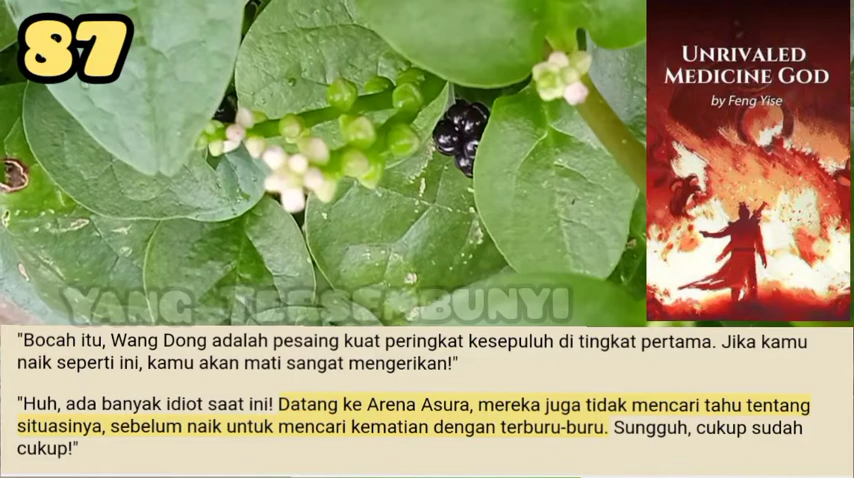 87
UNRIVALED
MEDICINE GOD
by Feng Yise
YANG_TERSEMBUNYI
"Bocah itu, Wang Dong adalah pesaing kuat peringkat kesepuluh di tingkat pertama. Jika kamu
naik seperti ini, kamu akan mati sangat mengerikan!"
"Huh, ada banyak idiot saat ini! Datang ke Arena Asura, mereka juga tidak mencari tahu tentang
situasinya, sebelum naik untuk mencari kematian dengan terburu-buru. Sungguh, cukup sudah
cukup!"